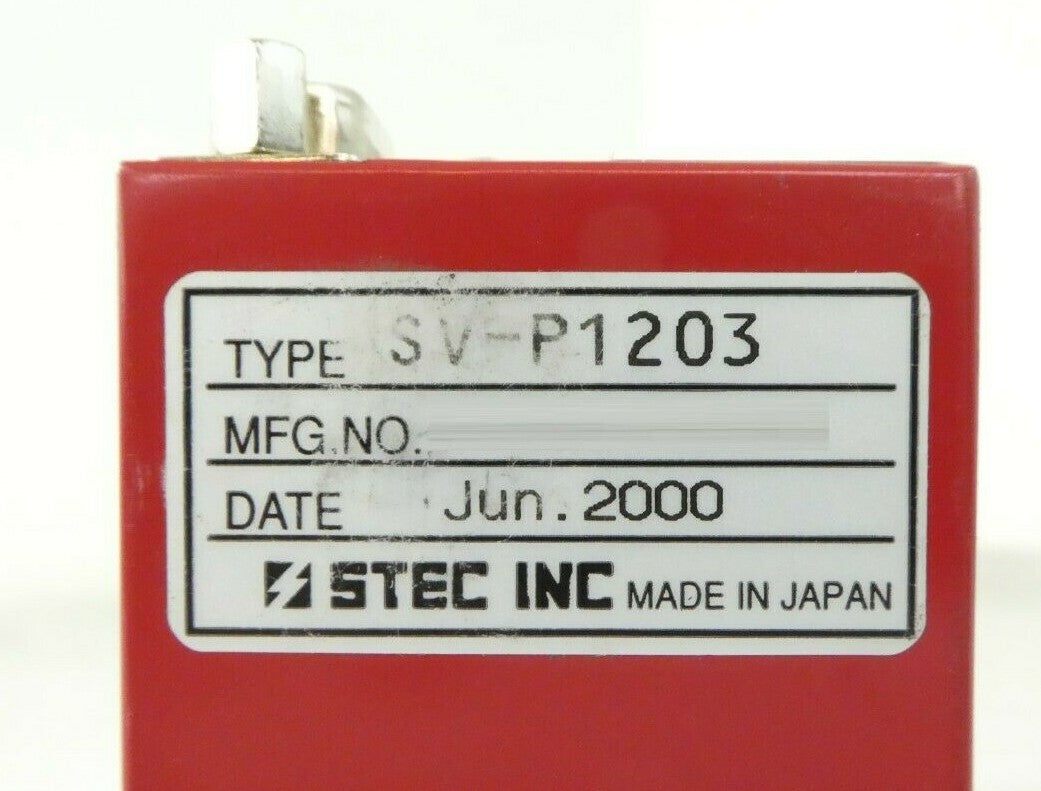 TYPE SV-P1203
MFG.NO.
DATE Jun.2000
STEC INC MADE IN JAPAN